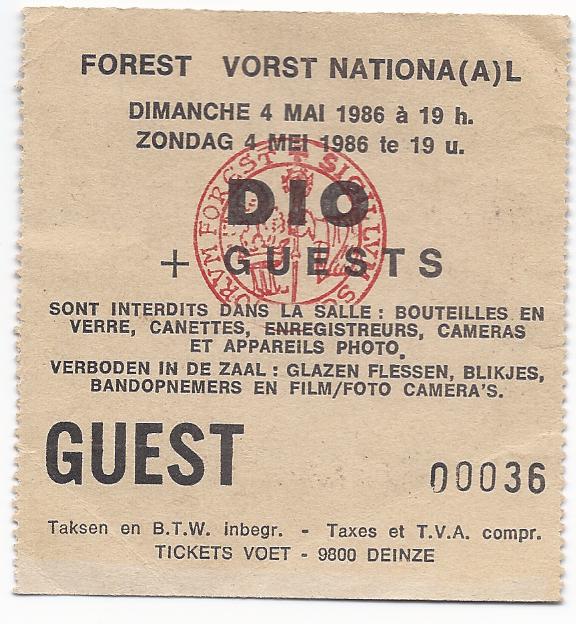 FOREST VORST NATIONA(A)L
DIMANCHE 4 MAI 1986 à 19 h.
ZONDAG 4 MEI 1986 te 19 u.
DIO
+ GUESTS
SONT INTERDITS DANS LA SALLE : BOUTEILLES EN
VERRE, CANETTES, ENREGISTREURS, CAMERAS
ET APPAREILS PHOTO.
VERBODEN IN DE ZAAL : GLAZEN FLESSEN, BLIKJES,
BANDOPNEMERS EN FILM/FOTO CAMERA'S.
GUEST
00036
Taksen en B.T.W. inbegr. - Taxes et T.V.A. compr.
TICKETS VOET - 9800 DEINZE